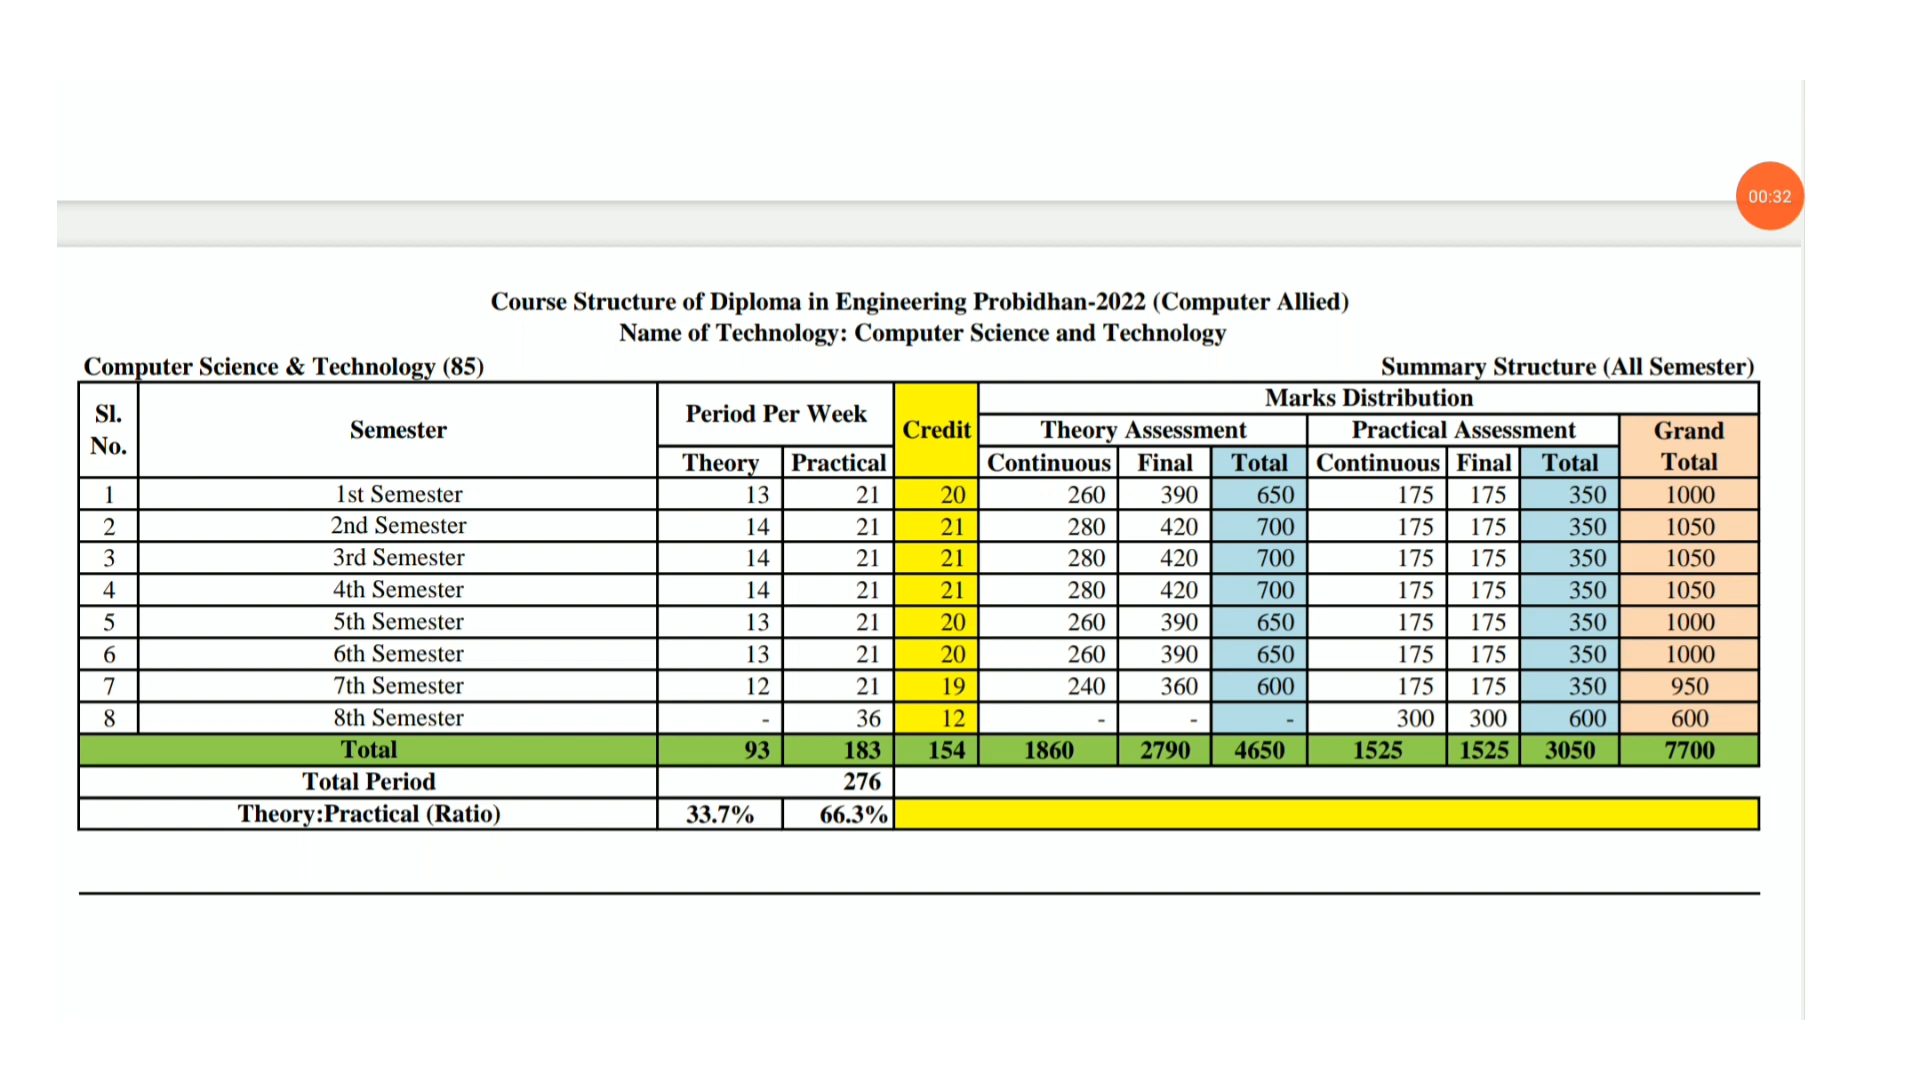 00:32
Course Structure of Diploma in Engineering Probidhan-2022 (Computer Allied)
Name of Technology: Computer Science and Technology
Computer Science & Technology (85) Summary Structure (All Semester)
Sl. No. Semester Period Per Week Credit Marks Distribution
Theory Assessment Practical Assessment Grand Total
Theory Practical Continuous Final Total Continuous Final Total
1 1st Semester 13 21 20 260 390 650 175 175 350 1000
2 2nd Semester 14 21 21 280 420 700 175 175 350 1050
3 3rd Semester 14 21 21 280 420 700 175 175 350 1050
4 4th Semester 14 21 21 280 420 700 175 175 350 1050
5 5th Semester 13 21 20 260 390 650 175 175 350 1000
6 6th Semester 13 21 20 260 390 650 175 175 350 1000
7 7th Semester 12 21 19 240 360 600 175 175 350 950
8 8th Semester - 36 12 - - - 300 300 600 600
Total 93 183 154 1860 2790 4650 1525 1525 3050 7700
Total Period 276
Theory:Practical (Ratio) 33.7% 66.3%